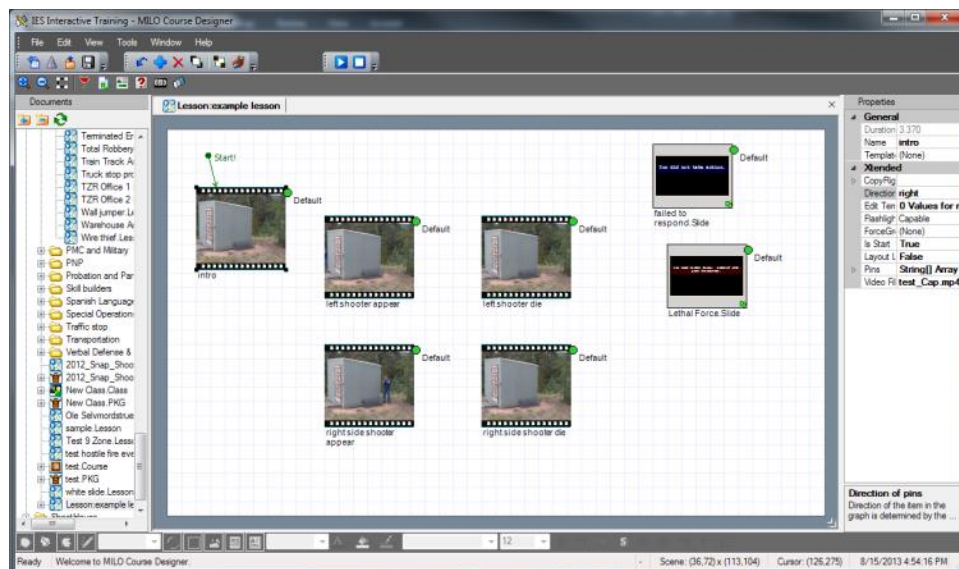 IES Interactive Training - MILO Course Designer
File Edit View Tools Window Help
Documents
Terminated Er
Total Robbery
Train Track A
Truck stop pro
TZR Office 1
TZR Office 2
Wall jumper.L
Warehouse A
Wire thief.Less
PMC and Military
PNP
Probation and Par
Skill builders
Spanish Language
Special Operation
Traffic stop
Transportation
Verbal Defense &
2012_Snap_Shoo
2012_Snap_Shoo
New Class.Class
New Class.PKG
Ole Selvmordstrue
sample.Lesson
Test 9 Zone.Lesso
test hostile fire eve
test.Course
test.PKG
white slide.Lesson
Lesson:example le
Lesson:example lesson
Start!
Default
intro
Default
left shooter appear
Default
left shooter die
Default
right side shooter
appear
Default
right side shooter die
You did not take action.
Default
failed to
respond.Slide
Default
Lethal Force.Slide
Properties
General
Duration 3.370
Name intro
Templat (None)
Xtended
CopyRig
Direction right
Edit Ten 0 Values for r
Flashligh Capable
ForceGr (None)
Is Start True
Layout L False
Pins String[] Array
Video Fil test_Cap.mp4
Direction of pins
Direction of the item in the
graph is determined by the ...
12
S
Ready Welcome to MILO Course Designer. Scene: (36,72) x (113,104) Cursor: (126,275) 8/15/2013 4:54:16 PM